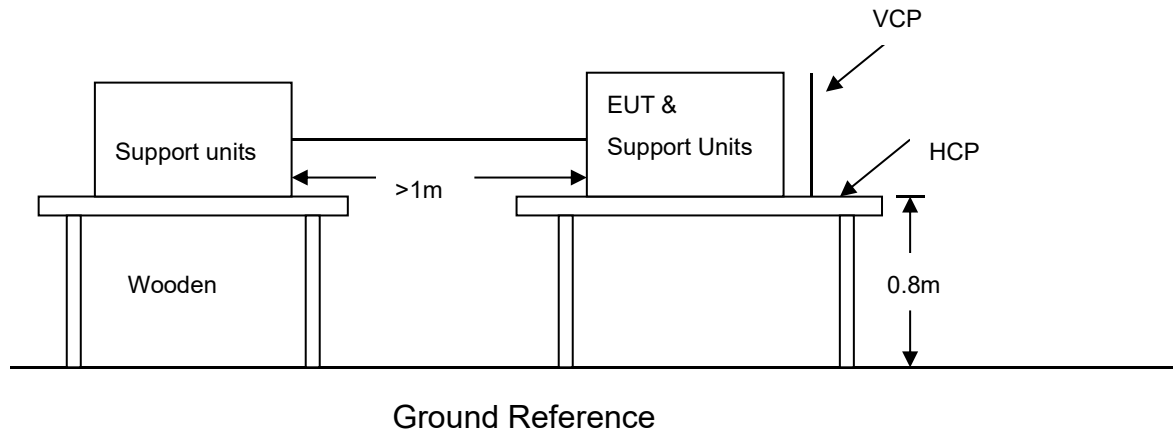 VCP
EUT &
Support Units
Support units
HCP
>1m
Wooden
0.8m
Ground Reference